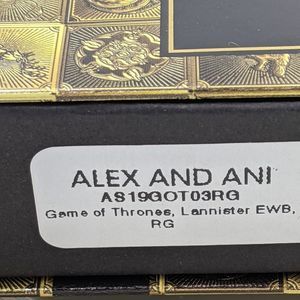 ALEX AND ANI
AS19GOT03RG
Game of Thrones, Lannister EWB,
RG